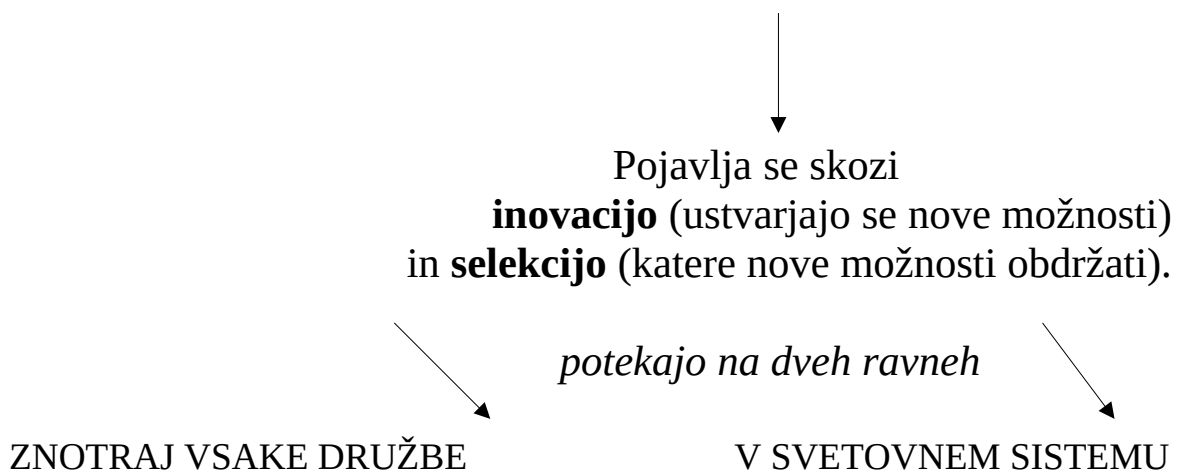 Pojavlja se skozi
inovacijo (ustvarjajo se nove možnosti)
in selekcijo (katere nove možnosti obdržati).
potekajo na dveh ravneh
ZNOTRAJ VSAKE DRUŽBE V SVETOVNEM SISTEMU